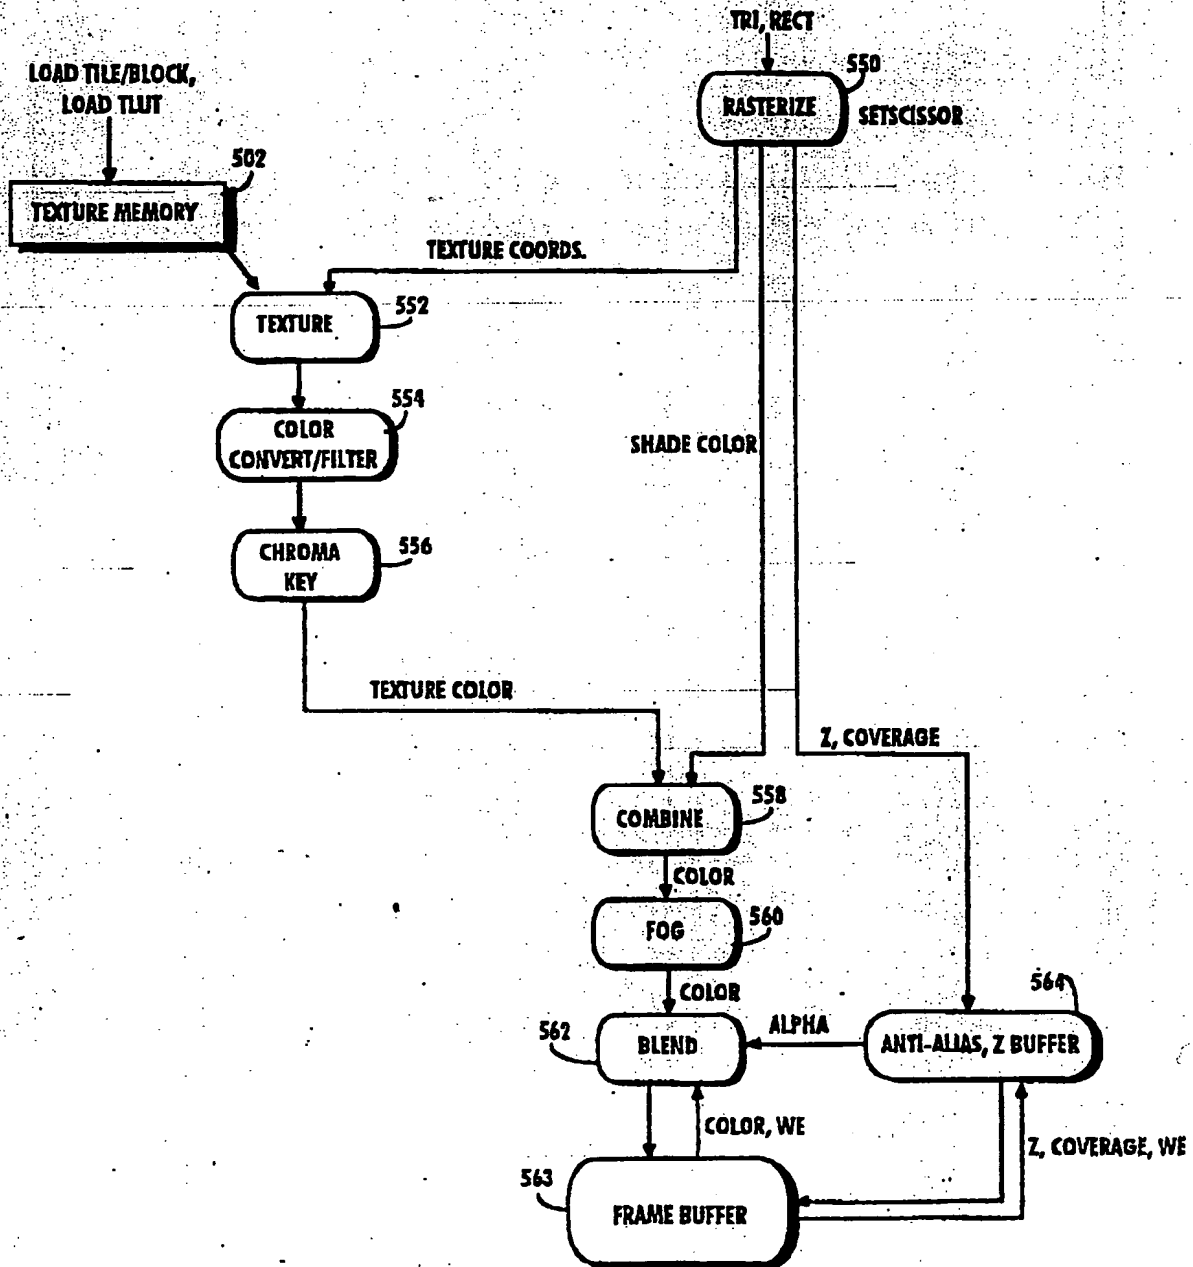 TRI, RECT
LOAD TILE/BLOCK,
LOAD TLUT
550
RASTERIZE
SETSCISSOR
502
TEXTURE MEMORY
TEXTURE COORDS.
TEXTURE
552
554
COLOR
CONVERT/FILTER
SHADE COLOR
CHROMA
KEY
556
TEXTURE COLOR
Z, COVERAGE
558
COMBINE
COLOR
560
FOG
COLOR
564
562
BLEND
ALPHA
ANTI-ALIAS, Z BUFFER
COLOR, WE
Z, COVERAGE, WE
563
FRAME BUFFER